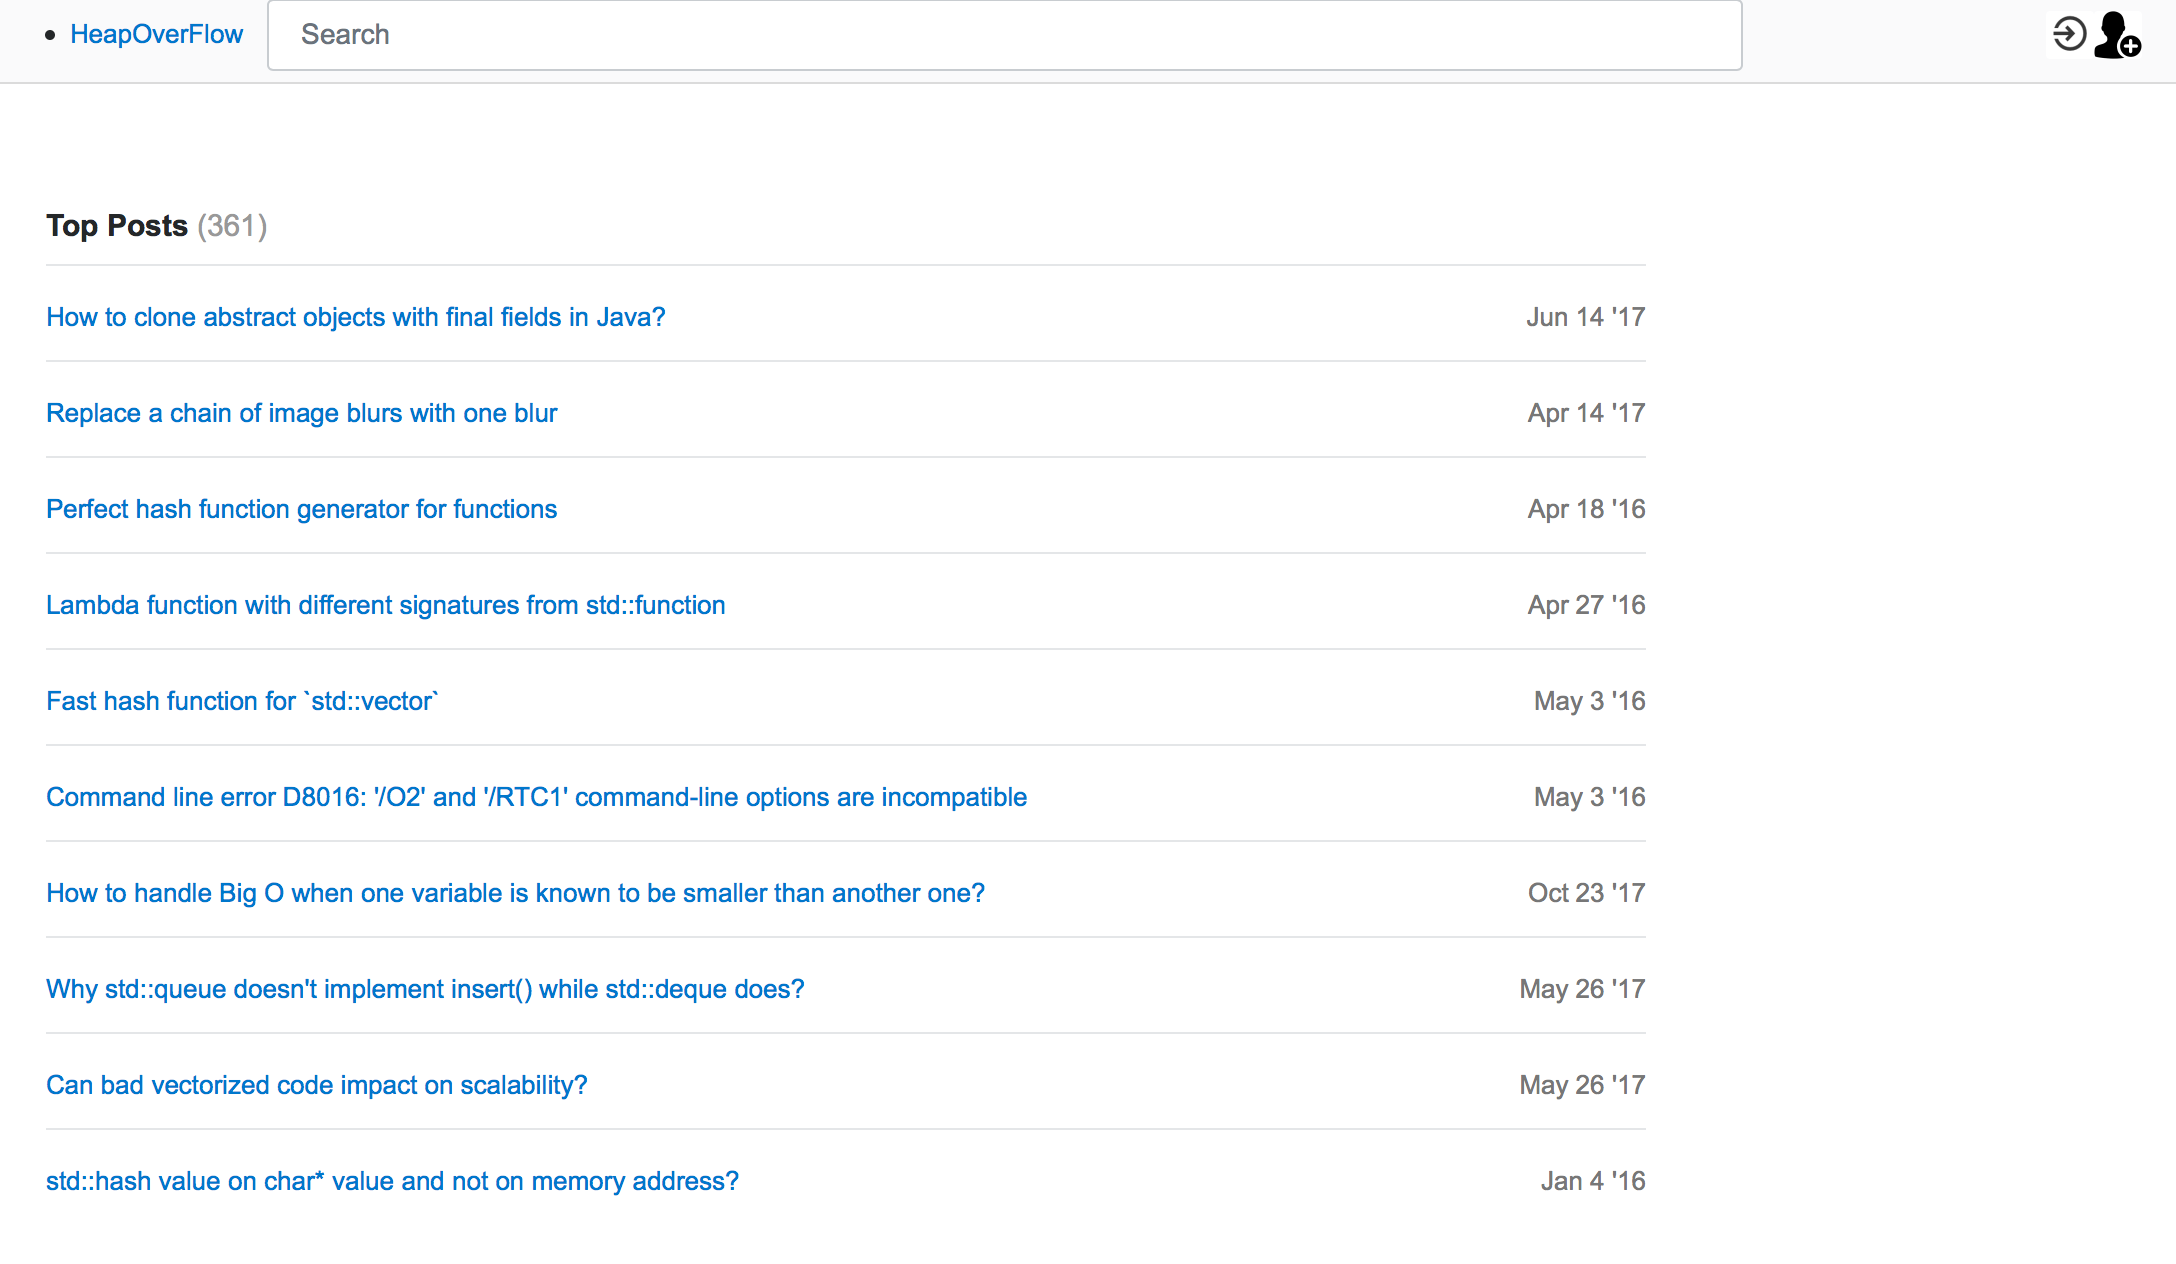 HeapOverFlow Search
Top Posts (361)
How to clone abstract objects with final fields in Java? Jun 14 '17
Replace a chain of image blurs with one blur Apr 14 '17
Perfect hash function generator for functions Apr 18 '16
Lambda function with different signatures from std::function Apr 27 '16
Fast hash function for `std::vector` May 3 '16
Command line error D8016: '/O2' and '/RTC1' command-line options are incompatible May 3 '16
How to handle Big O when one variable is known to be smaller than another one? Oct 23 '17
Why std::queue doesn't implement insert() while std::deque does? May 26 '17
Can bad vectorized code impact on scalability? May 26 '17
std::hash value on char* value and not on memory address? Jan 4 '16